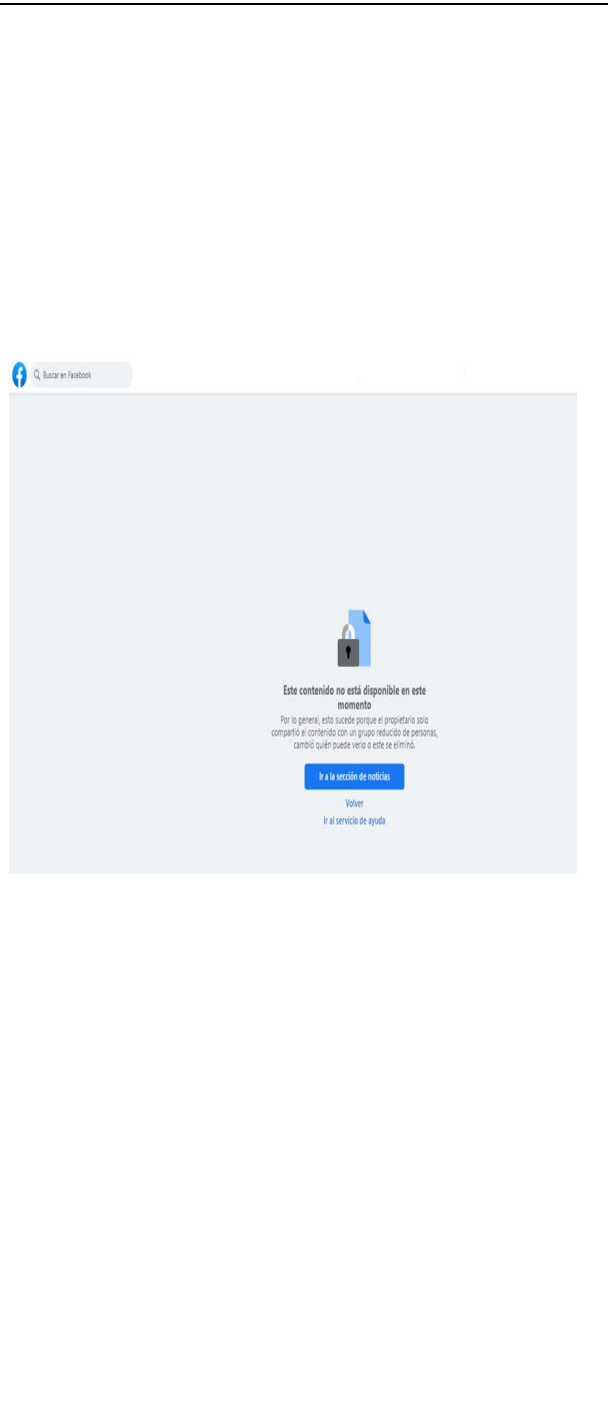 Buscar en Facebook
Este contenido no está disponible en este
momento
Por lo general, esto sucede porque el propietario solo
compartió el contenido con un grupo reducido de personas,
cambió quién puede verlo o este se eliminó.
Ir a la sección de noticias
Volver
Ir al servicio de ayuda